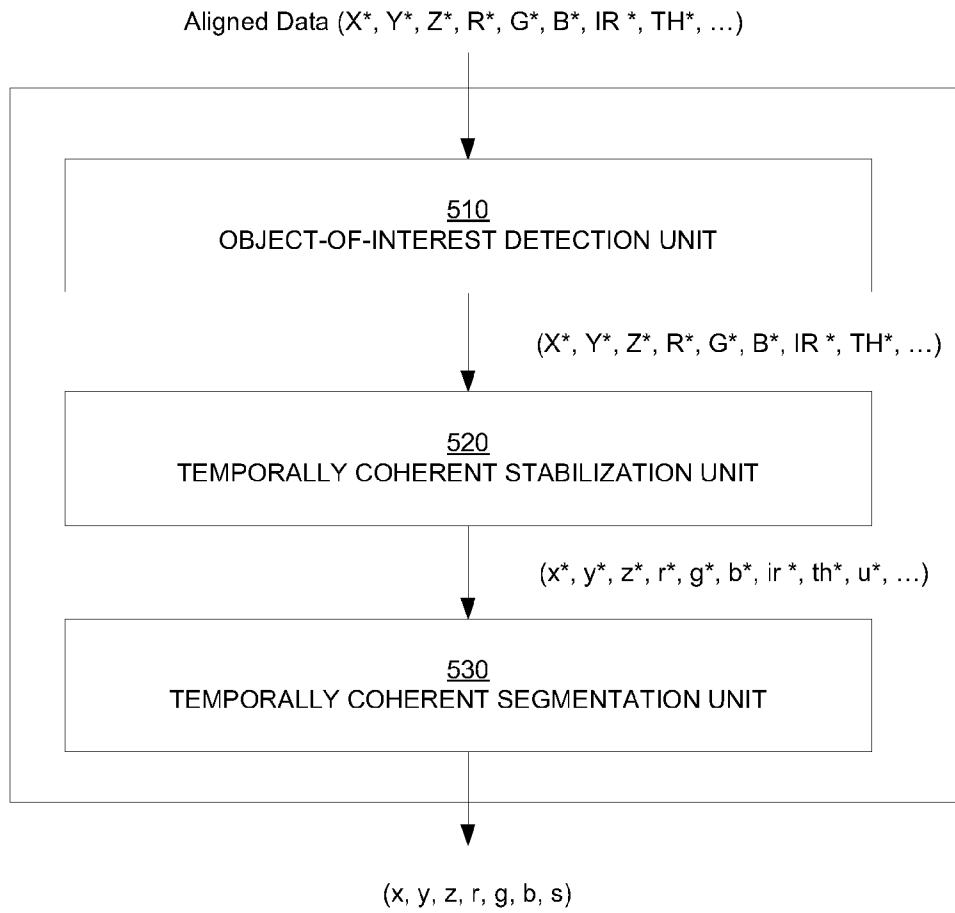 Aligned Data (X*, Y*, Z*, R*, G*, B*, IR *, TH*, …)
510
OBJECT-OF-INTEREST DETECTION UNIT
(X*, Y*, Z*, R*, G*, B*, IR *, TH*, …)
520
TEMPORALLY COHERENT STABILIZATION UNIT
(x*, y*, z*, r*, g*, b*, ir *, th*, u*, …)
530
TEMPORALLY COHERENT SEGMENTATION UNIT
(x, y, z, r, g, b, s)